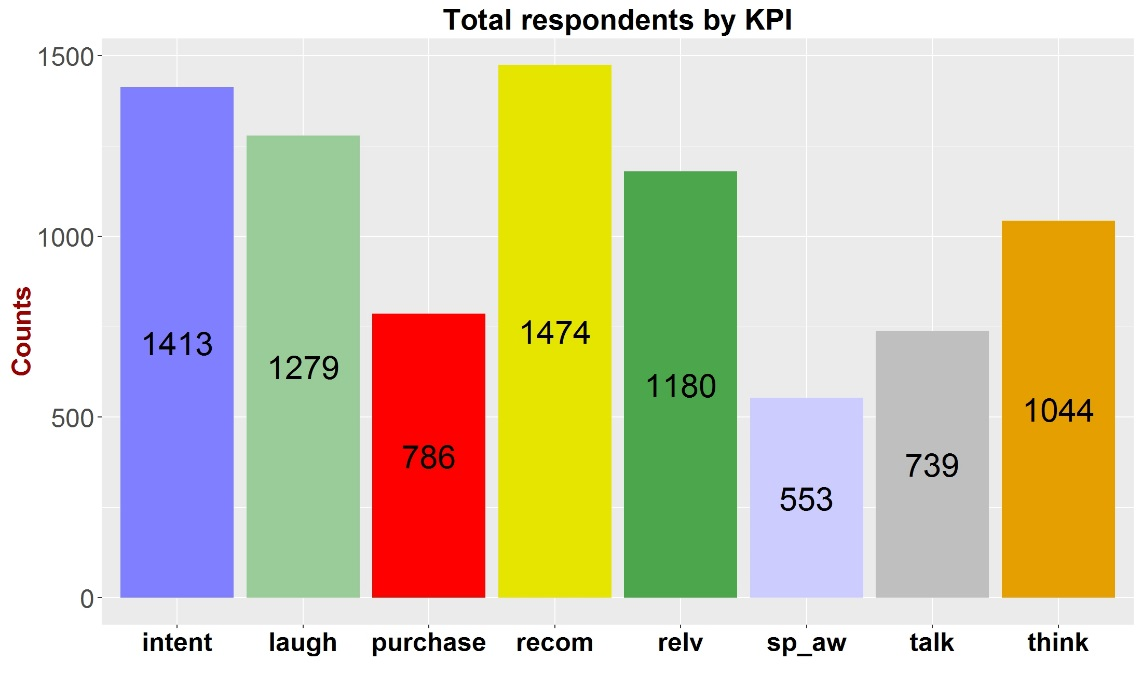 Total respondents by KPI
1500
1000
500
0
Counts
1413
1279
786
1474
1180
553
739
1044
intent
laugh
purchase
recom
relv
sp_aw
talk
think